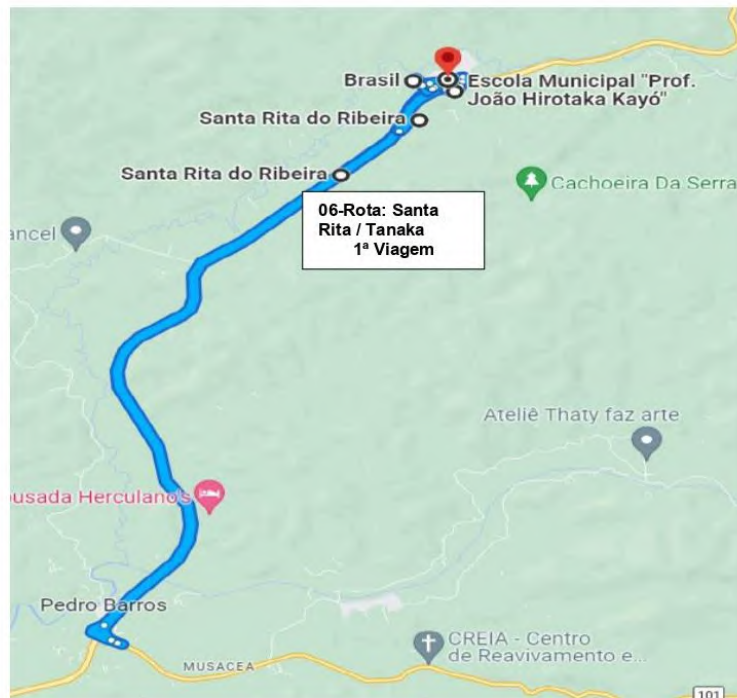 Brasil
Escola Municipal "Prof.
João Hirotaka Kayó"
Santa Rita do Ribeira
Santa Rita do Ribeira
Cachoeira Da Serra
06-Rota: Santa
Rita / Tanaka
1ª Viagem
ancel
Ateliê Thaty faz arte
ousada Herculano's
Pedro Barros
MUSACEA
CREIA - Centro
de Reavivamento e...
101